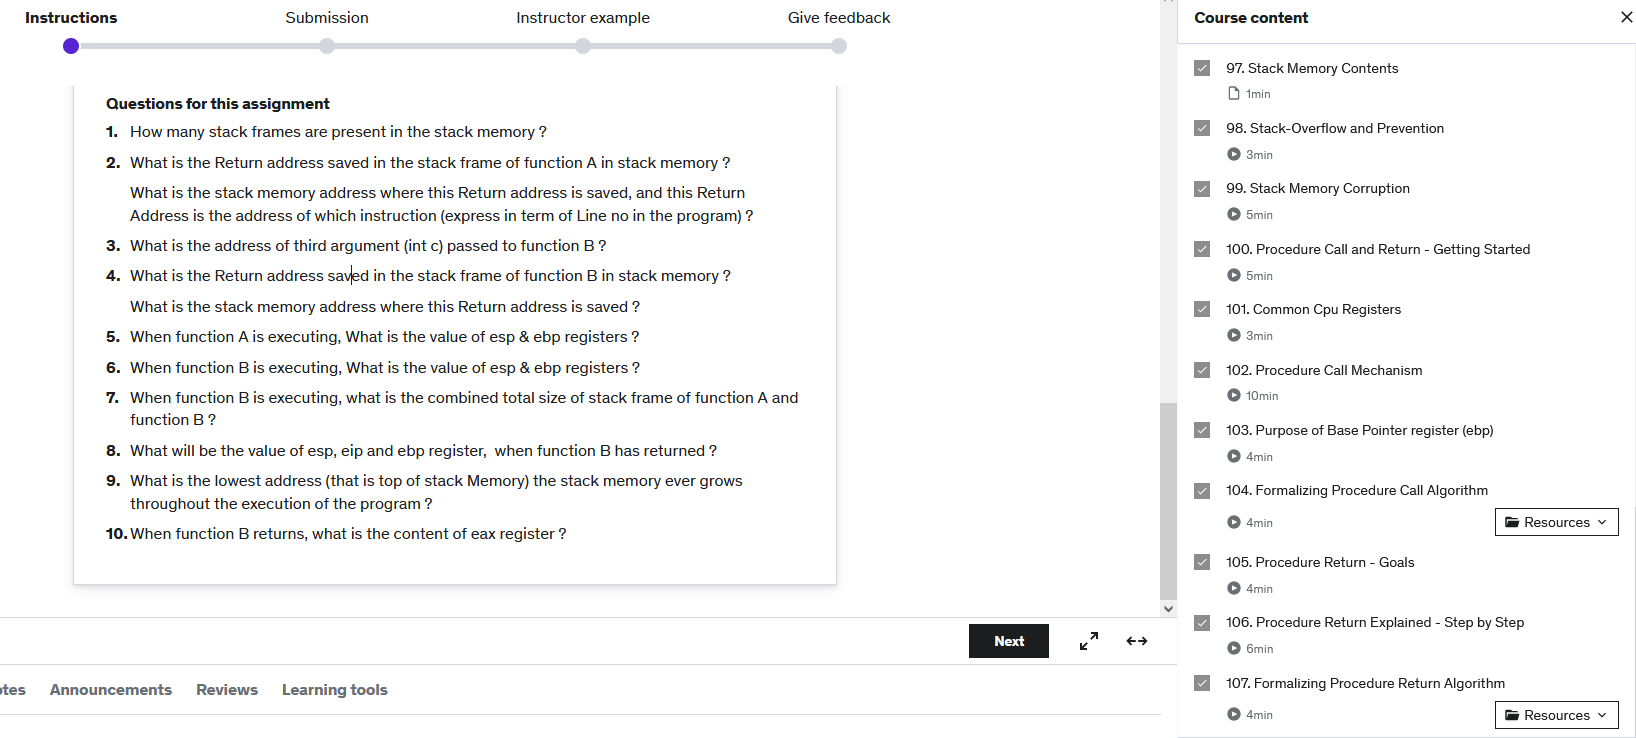 Instructions
Submission
Instructor example
Give feedback
Questions for this assignment
1. How many stack frames are present in the stack memory ?
2. What is the Return address saved in the stack frame of function A in stack memory ?
What is the stack memory address where this Return address is saved, and this Return
Address is the address of which instruction (express in term of Line no in the program) ?
3. What is the address of third argument (int c) passed to function B ?
4. What is the Return address saved in the stack frame of function B in stack memory ?
What is the stack memory address where this Return address is saved ?
5. When function A is executing, What is the value of esp & ebp registers ?
6. When function B is executing, What is the value of esp & ebp registers ?
7. When function B is executing, what is the combined total size of stack frame of function A and
function B ?
8. What will be the value of esp, eip and ebp register, when function B has returned ?
9. What is the lowest address (that is top of stack Memory) the stack memory ever grows
throughout the execution of the program ?
10. When function B returns, what is the content of eax register ?
Next
otes
Announcements
Reviews
Learning tools
Course content
97. Stack Memory Contents
1min
98. Stack-Overflow and Prevention
3min
99. Stack Memory Corruption
5min
100. Procedure Call and Return - Getting Started
5min
101. Common Cpu Registers
3min
102. Procedure Call Mechanism
10min
103. Purpose of Base Pointer register (ebp)
4min
104. Formalizing Procedure Call Algorithm
4min
Resources
105. Procedure Return - Goals
4min
106. Procedure Return Explained - Step by Step
6min
107. Formalizing Procedure Return Algorithm
4min
Resources